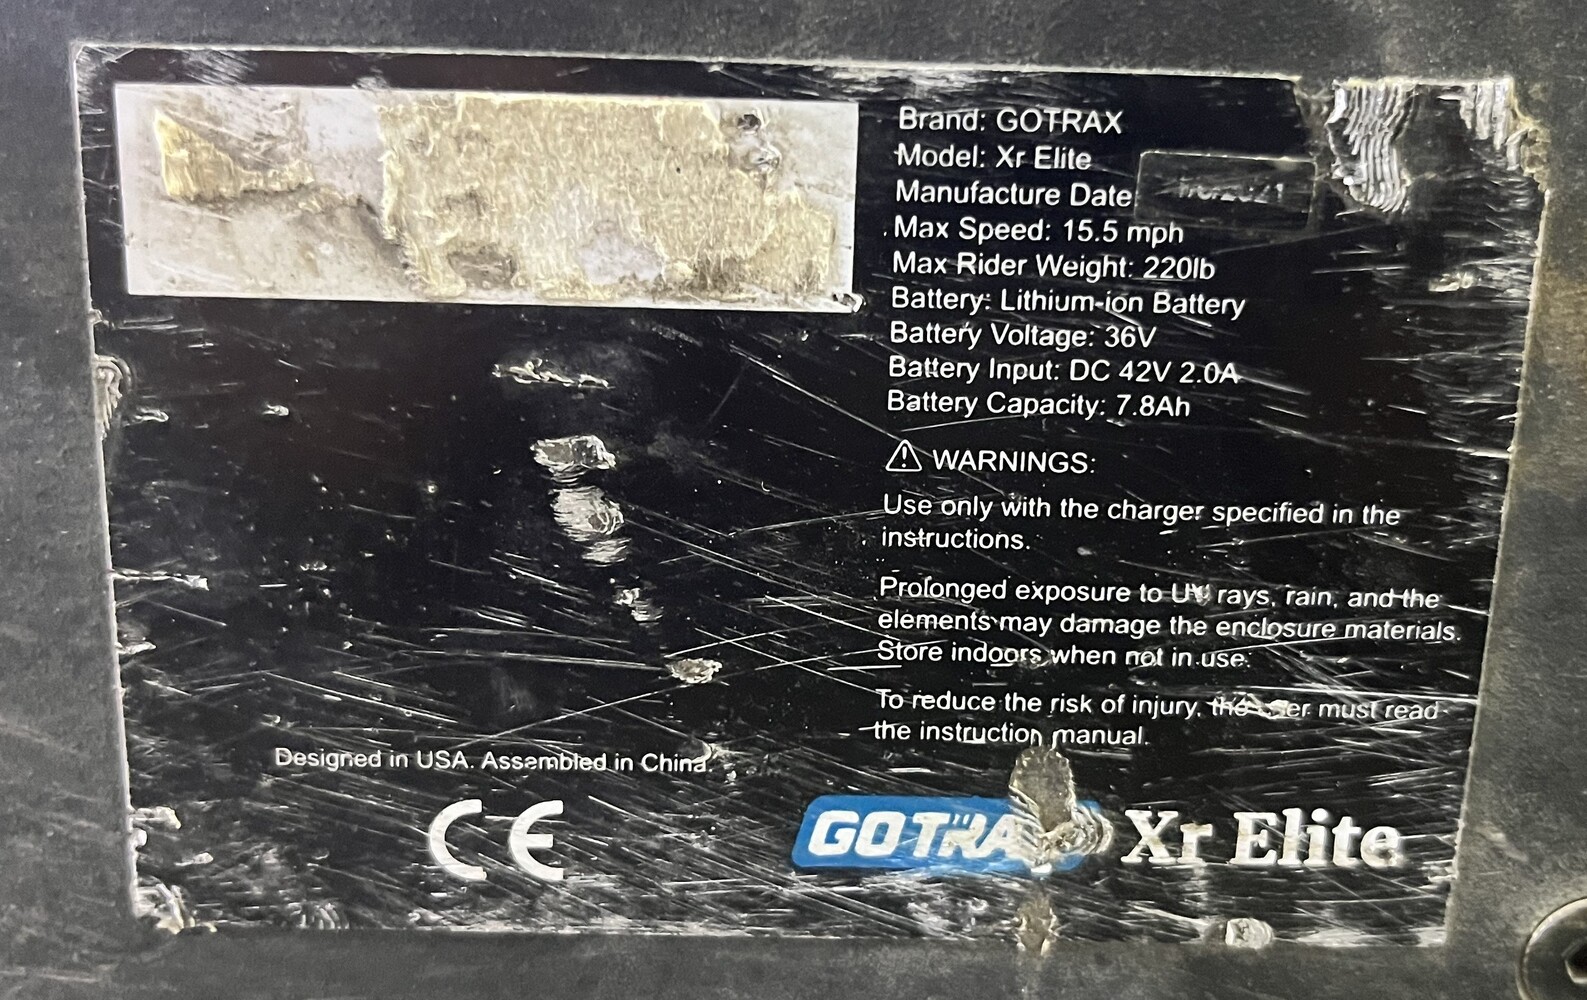 Brand: GOTRAX
Model: Xr Elite
Manufacture Date
Max Speed: 15.5 mph
Max Rider Weight: 220lb
Battery: Lithium-ion Battery
Battery Voltage: 36V
Battery Input: DC 42V 2.0A
Battery Capacity: 7.8Ah
WARNINGS:
Use only with the charger specified in the
instructions.
Prolonged exposure to UV rays, rain, and the
elements may damage the enclosure materials.
Store indoors when not in use.
To reduce the risk of injury, the user must read
the instruction manual.
Designed in USA. Assembled in China.
CE
GOTRAX Xr Elite